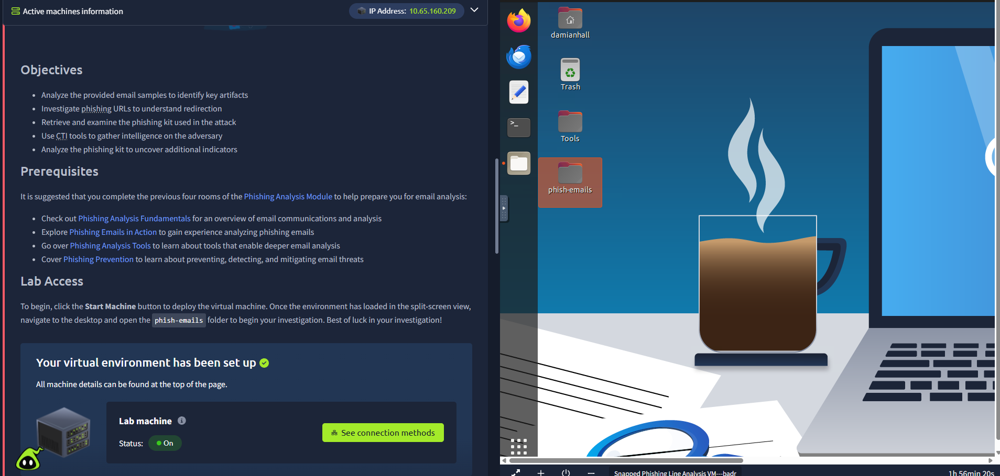 Active machines information
IP Address: 10.65.160.209
Objectives
Analyze the provided email samples to identify key artifacts
Investigate phishing URLs to understand redirection
Retrieve and examine the phishing kit used in the attack
Use CTI tools to gather intelligence on the adversary
Analyze the phishing kit to uncover additional indicators
Prerequisites
It is suggested that you complete the previous four rooms of the Phishing Analysis Module to help prepare you for email analysis:
Check out Phishing Analysis Fundamentals for an overview of email communications and analysis
Explore Phishing Emails in Action to gain experience analyzing phishing emails
Go over Phishing Analysis Tools to learn about tools that enable deeper email analysis
Cover Phishing Prevention to learn about preventing, detecting, and mitigating email threats
Lab Access
To begin, click the Start Machine button to deploy the virtual machine. Once the environment has loaded in the split-screen view,
navigate to the desktop and open the phish-emails folder to begin your investigation. Best of luck in your investigation!
Your virtual environment has been set up
All machine details can be found at the top of the page.
Lab machine
Status: On
See connection methods
damianhall
Trash
Tools
phish-emails
Snapped Phishing Line Analysis VM---badr
1h 56min 20s